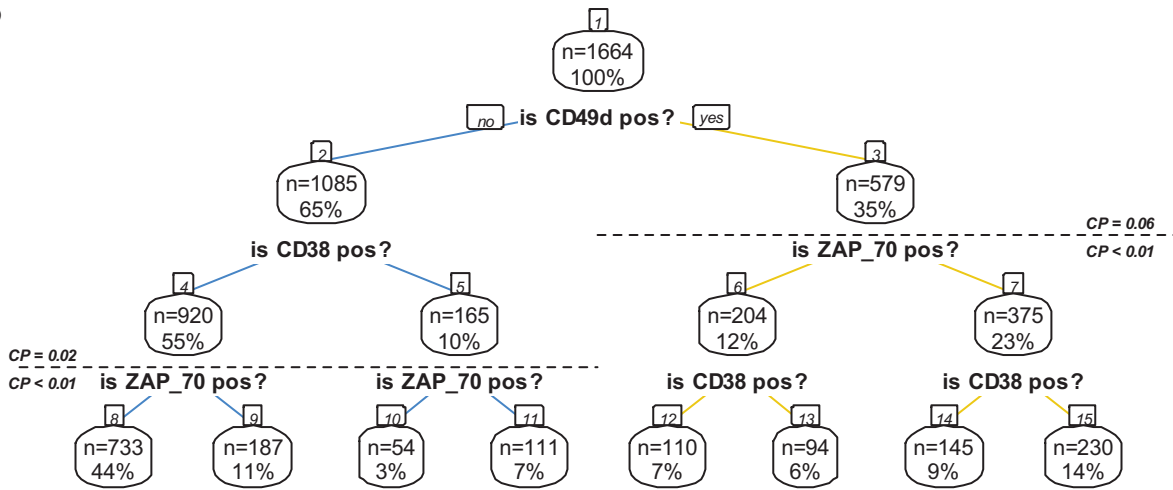 1
n=1664
100%
no is CD49d pos? yes
2 3
n=1085 n=579
65% 35%
CP = 0.06
is CD38 pos? is ZAP_70 pos? CP < 0.01
4 5 6 7
n=920 n=165 n=204 n=375
55% 10% 12% 23%
CP = 0.02
CP < 0.01 is ZAP_70 pos? is ZAP_70 pos? is CD38 pos? is CD38 pos?
8 9 10 11 12 13 14 15
n=733 n=187 n=54 n=111 n=110 n=94 n=145 n=230
44% 11% 3% 7% 7% 6% 9% 14%